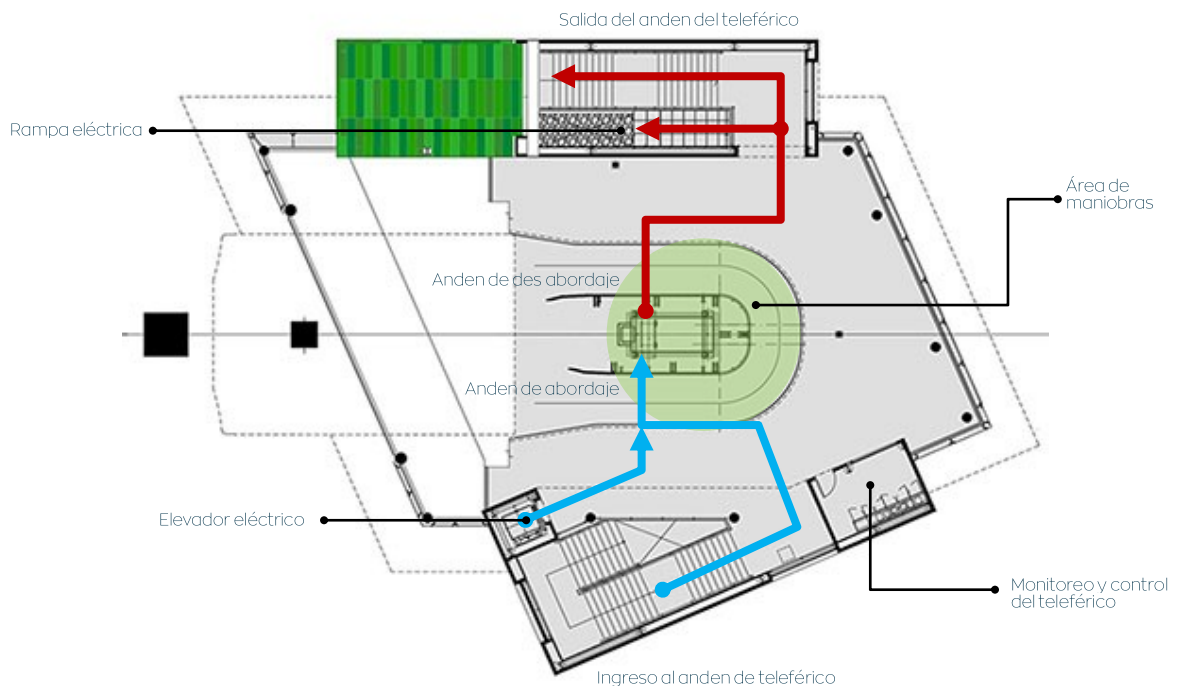 Salida del anden del teleférico
Rampa eléctrica
Área de
maniobras
Anden de des abordaje
Anden de abordaje
Elevador eléctrico
Monitoreo y control
del teleférico
Ingreso al anden de teleférico